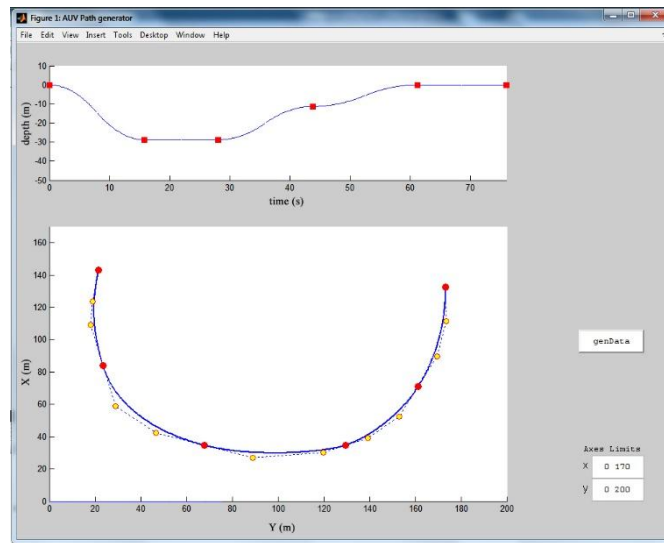 Figure 1: AUV Path generator
File Edit View Insert Tools Desktop Window Help
10
0
-10
-20
-30
-40
-50
depth (m)
0 10 20 30 40 50 60 70
time (s)
160
140
120
100
80
60
40
20
0
X (m)
0 20 40 60 80 100 120 140 160 180 200
Y (m)
genData
Axes Limits
x 0 170
y 0 200